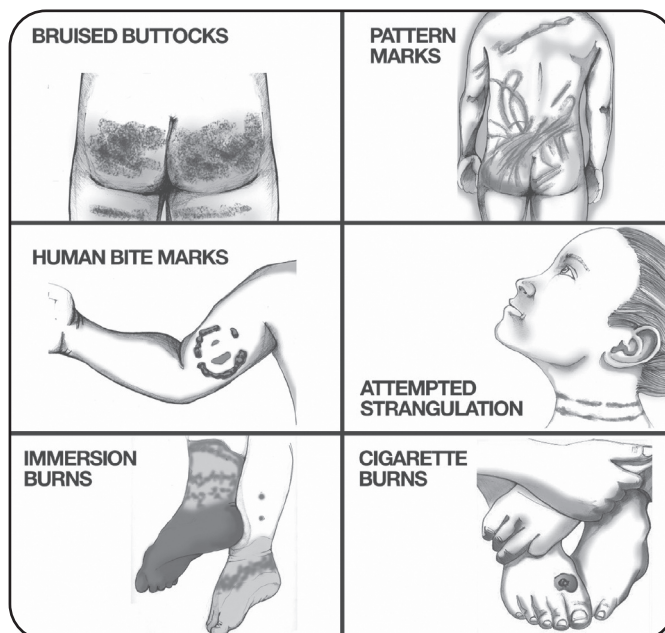 BRUISED BUTTOCKS
PATTERN
MARKS
HUMAN BITE MARKS
ATTEMPTED
STRANGULATION
IMMERSION
BURNS
CIGARETTE
BURNS